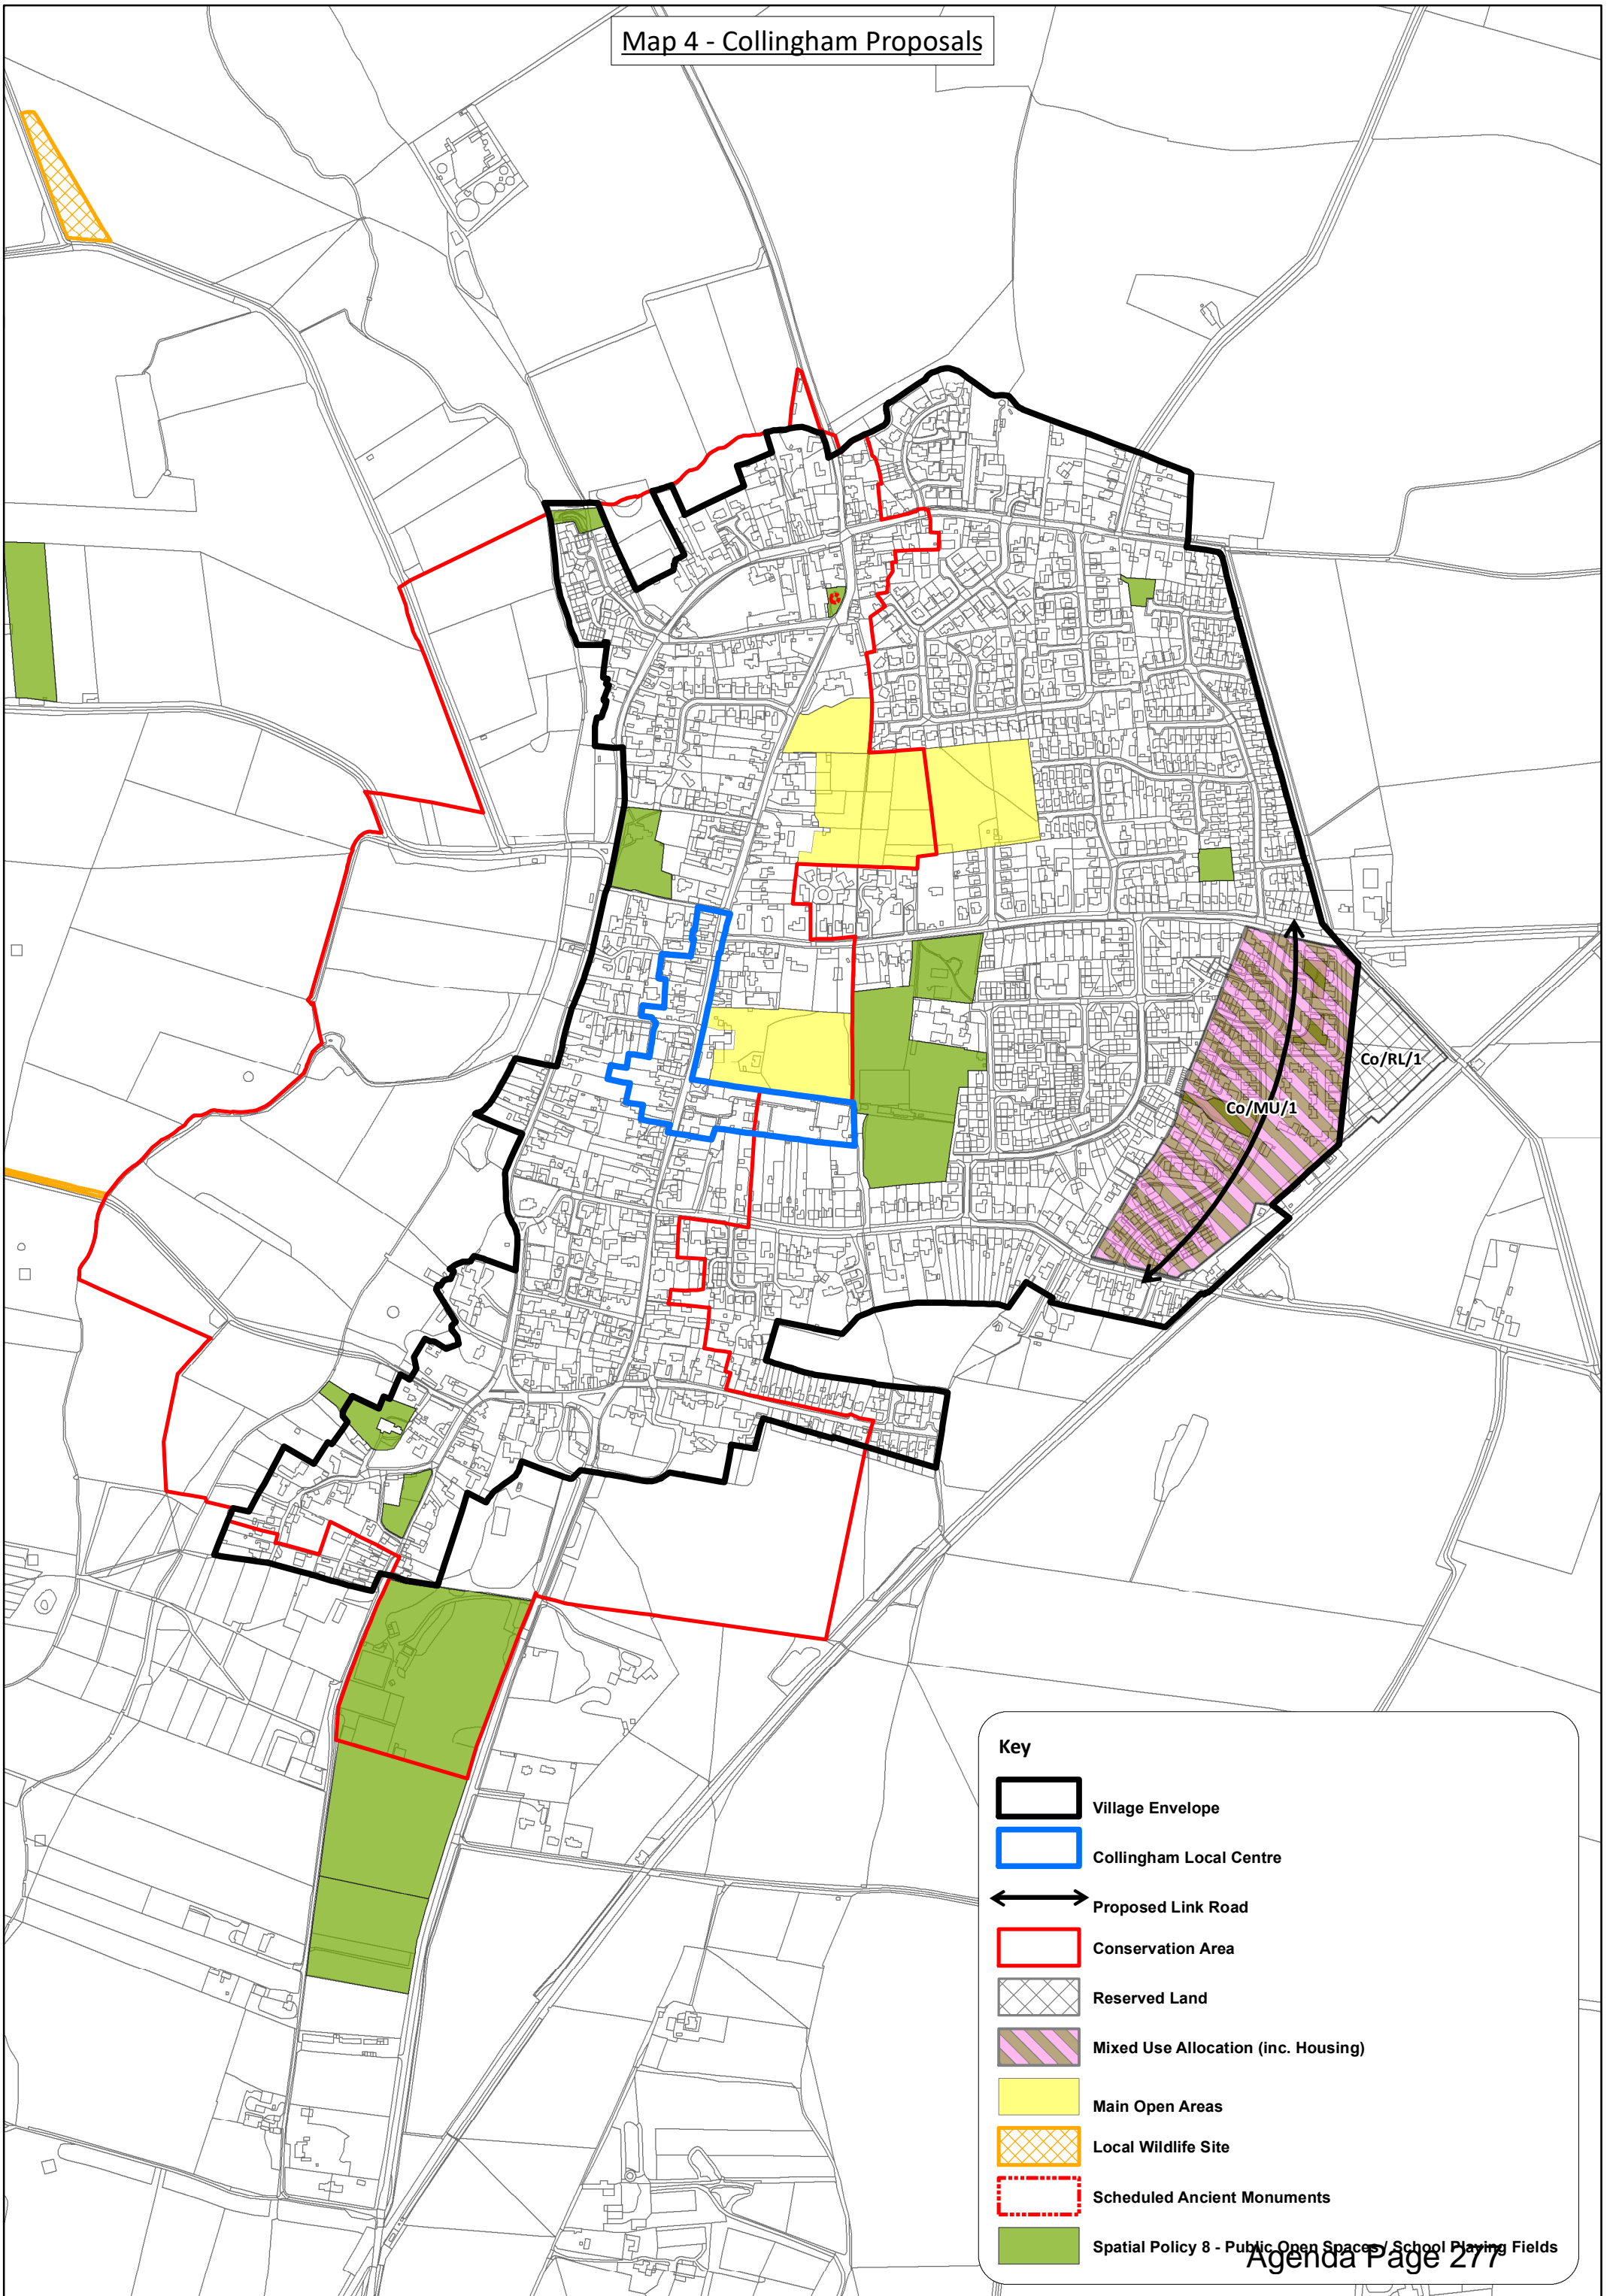 Map 4 - Collingham Proposals
Co/RL/1
Co/MU/1
Key
Village Envelope
Collingham Local Centre
Proposed Link Road
Conservation Area
Reserved Land
Mixed Use Allocation (inc. Housing)
Main Open Areas
Local Wildlife Site
Scheduled Ancient Monuments
Spatial Policy 8 - Public Open Spaces / School Playing Fields
Agenda Page 277